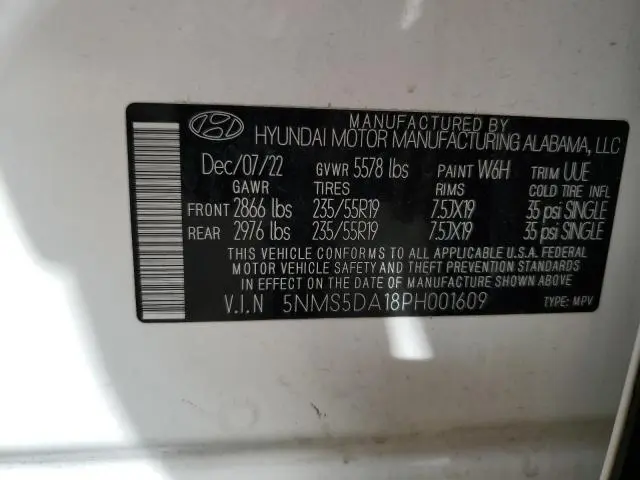 MANUFACTURED BY
HYUNDAI MOTOR MANUFACTURING ALABAMA, LLC
Dec/07/22 GVWR 5578 lbs PAINT W6H TRIM UUE
GAWR TIRES RIMS COLD TIRE INFL
FRONT 2866 lbs 235/55R19 7.5JX19 35 psi SINGLE
REAR 2976 lbs 235/55R19 7.5JX19 35 psi SINGLE
THIS VEHICLE CONFORMS TO ALL APPLICABLE U.S.A. FEDERAL
MOTOR VEHICLE SAFETY AND THEFT PREVENTION STANDARDS
IN EFFECT ON THE DATE OF MANUFACTURE SHOWN ABOVE.
V.I.N 5NMS5DA18PH001609 TYPE: MPV